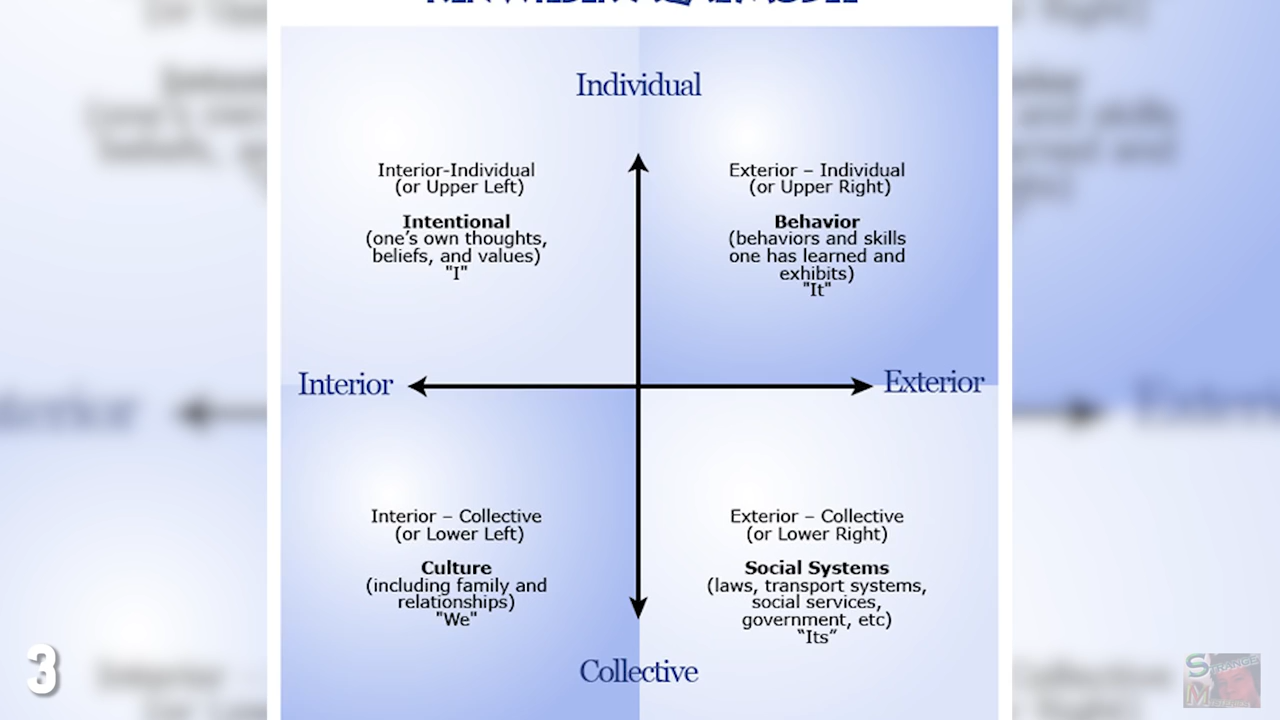 Individual
Interior-Individual
(or Upper Left)
Intentional
(one's own thoughts,
beliefs, and values)
"I"
Exterior – Individual
(or Upper Right)
Behavior
(behaviors and skills
one has learned and
exhibits)
"It"
Interior
Exterior
Interior – Collective
(or Lower Left)
Culture
(including family and
relationships)
"We"
Exterior – Collective
(or Lower Right)
Social Systems
(laws, transport systems,
social services,
government, etc)
“Its”
Collective
3
STRANGE